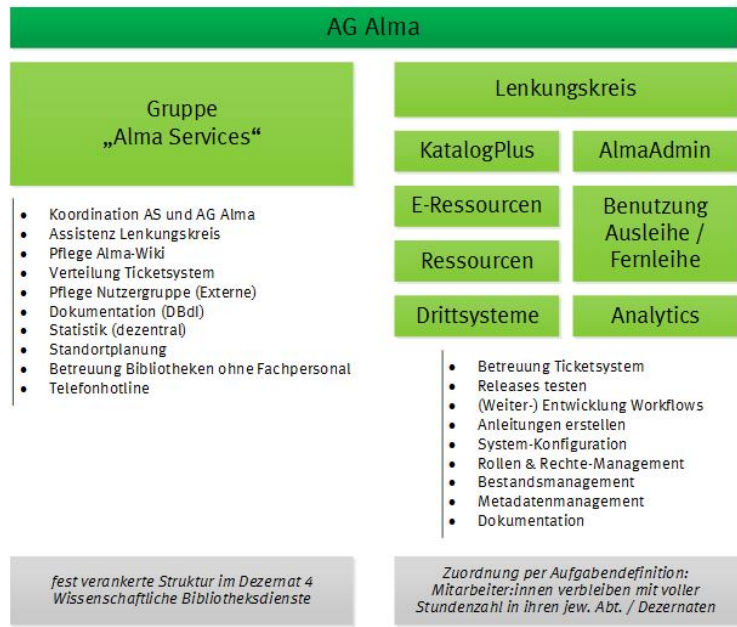 AG Alma
Gruppe
„Alma Services“
• Koordination AS und AG Alma
• Assistenz Lenkungskreis
• Pflege Alma-Wiki
• Verteilung Ticketsystem
• Pflege Nutzergruppe (Externe)
• Dokumentation (DBdI)
• Statistik (dezentral)
• Standortplanung
• Betreuung Bibliotheken ohne Fachpersonal
• Telefonhotline
fest verankerte Struktur im Dezernat 4
Wissenschaftliche Bibliotheksdienste
Lenkungskreis
KatalogPlus
AlmaAdmin
E-Ressourcen
Benutzung
Ausleihe /
Fernleihe
Ressourcen
Drittsysteme
Analytics
• Betreuung Ticketsystem
• Releases testen
• (Weiter-) Entwicklung Workflows
• Anleitungen erstellen
• System-Konfiguration
• Rollen & Rechte-Management
• Bestandsmanagement
• Metadatenmanagement
• Dokumentation
Zuordnung per Aufgabendefinition:
Mitarbeiter:innen verbleiben mit voller
Stundenzahl in ihren jew. Abt. / Dezernaten